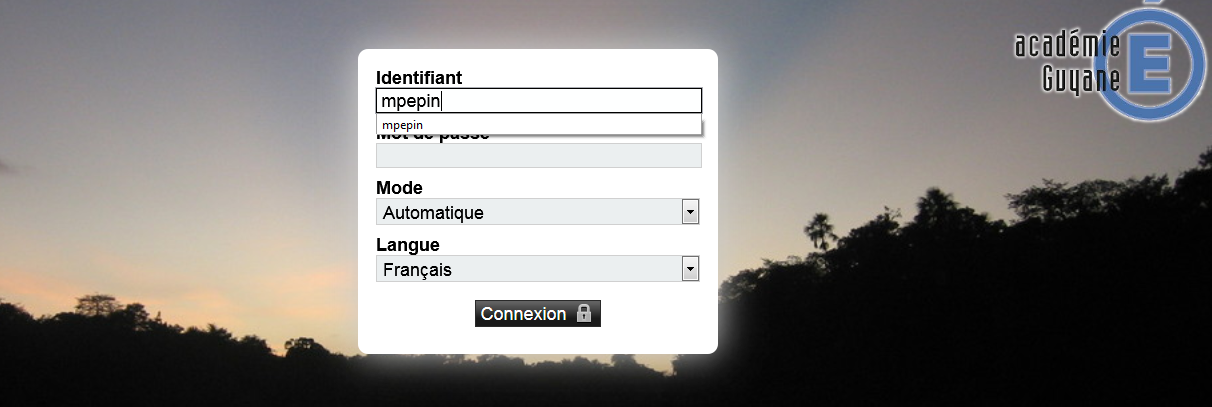 académie
Guyane
É
Identifiant
mpepin
mpepin
Mot de passe
Mode
Automatique
Langue
Français
Connexion